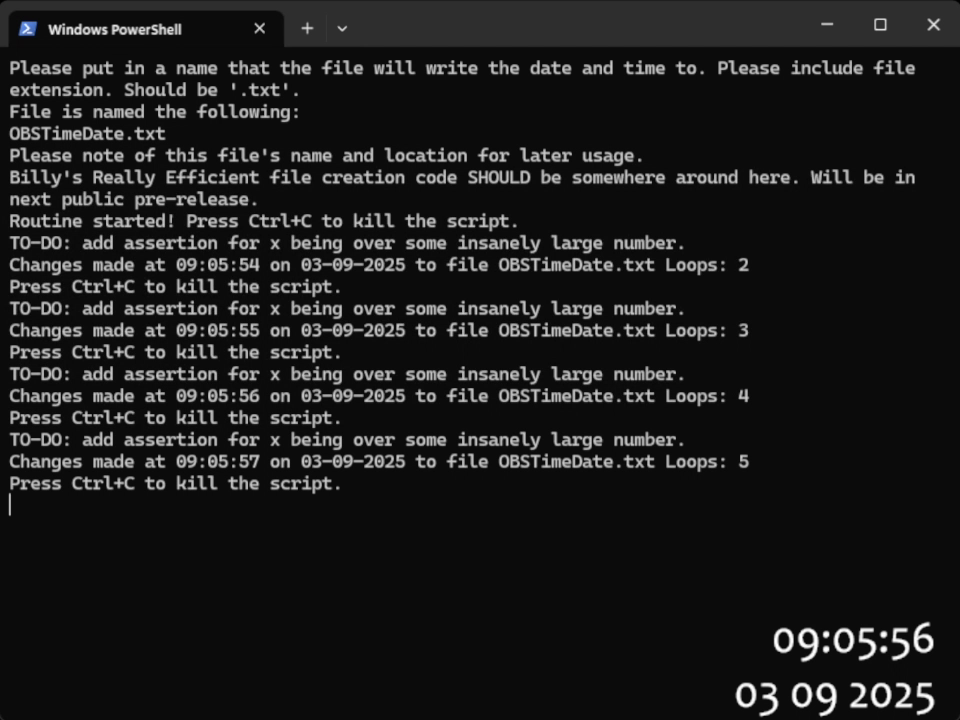 Windows PowerShell
Please put in a name that the file will write the date and time to. Please include file
extension. Should be '.txt'.
File is named the following:
OBSTimeDate.txt
Please note of this file's name and location for later usage.
Billy's Really Efficient file creation code SHOULD be somewhere around here. Will be in
next public pre-release.
Routine started! Press Ctrl+C to kill the script.
TO-DO: add assertion for x being over some insanely large number.
Changes made at 09:05:54 on 03-09-2025 to file OBSTimeDate.txt Loops: 2
Press Ctrl+C to kill the script.
TO-DO: add assertion for x being over some insanely large number.
Changes made at 09:05:55 on 03-09-2025 to file OBSTimeDate.txt Loops: 3
Press Ctrl+C to kill the script.
TO-DO: add assertion for x being over some insanely large number.
Changes made at 09:05:56 on 03-09-2025 to file OBSTimeDate.txt Loops: 4
Press Ctrl+C to kill the script.
TO-DO: add assertion for x being over some insanely large number.
Changes made at 09:05:57 on 03-09-2025 to file OBSTimeDate.txt Loops: 5
Press Ctrl+C to kill the script.
09:05:56
03 09 2025